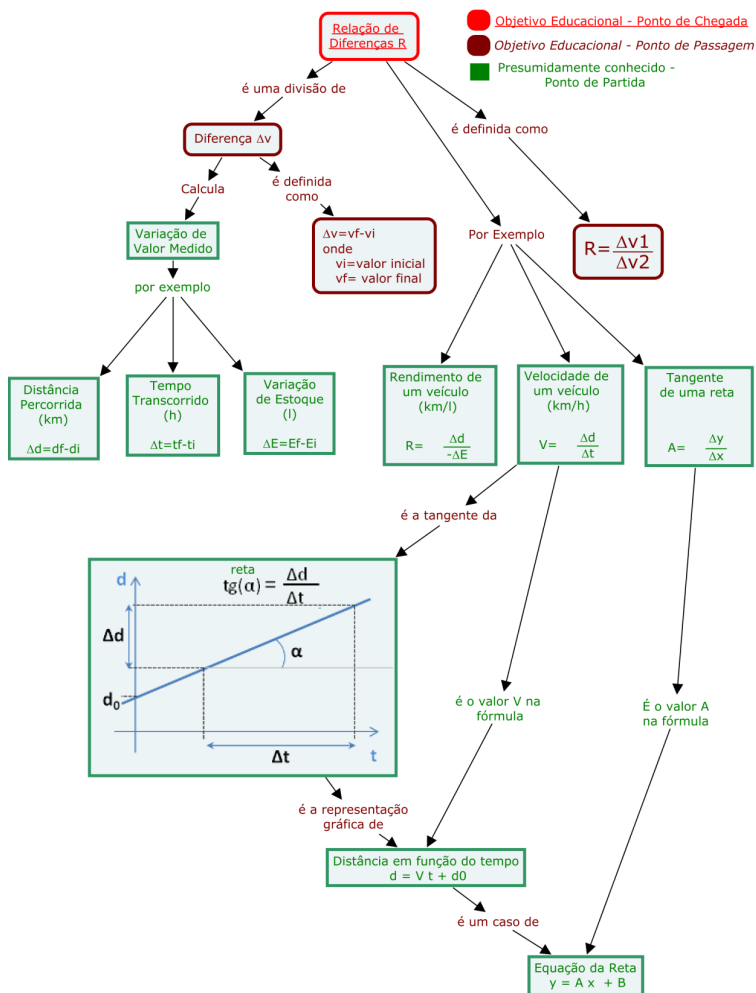 Relação de
Diferenças R
Objetivo Educacional - Ponto de Chegada
Objetivo Educacional - Ponto de Passagem
Presumidamente conhecido -
Ponto de Partida
é uma divisão de
é definida como
Diferença Δv
Calcula
é definida
como
Variação de
Valor Medido
Δv=vf-vi
onde
vi=valor inicial
vf= valor final
Por Exemplo
R=Δv1/Δv2
por exemplo
Distância
Percorrida
(km)
Δd=df-di
Tempo
Transcorrido
(h)
Δt=tf-ti
Variação
de Estoque
(l)
ΔE=Ef-Ei
Rendimento de
um veículo
(km/l)
R= Δd/-ΔE
Velocidade de
um veículo
(km/h)
V= Δd/Δt
Tangente
de uma reta
A= Δy/Δx
é a tangente da
reta
d
tg(α) = Δd/Δt
Δd
α
d0
Δt
t
é o valor V na
fórmula
É o valor A
na fórmula
é a representação
gráfica de
Distância em função do tempo
d = V t + d0
é um caso de
Equação da Reta
y = A x + B